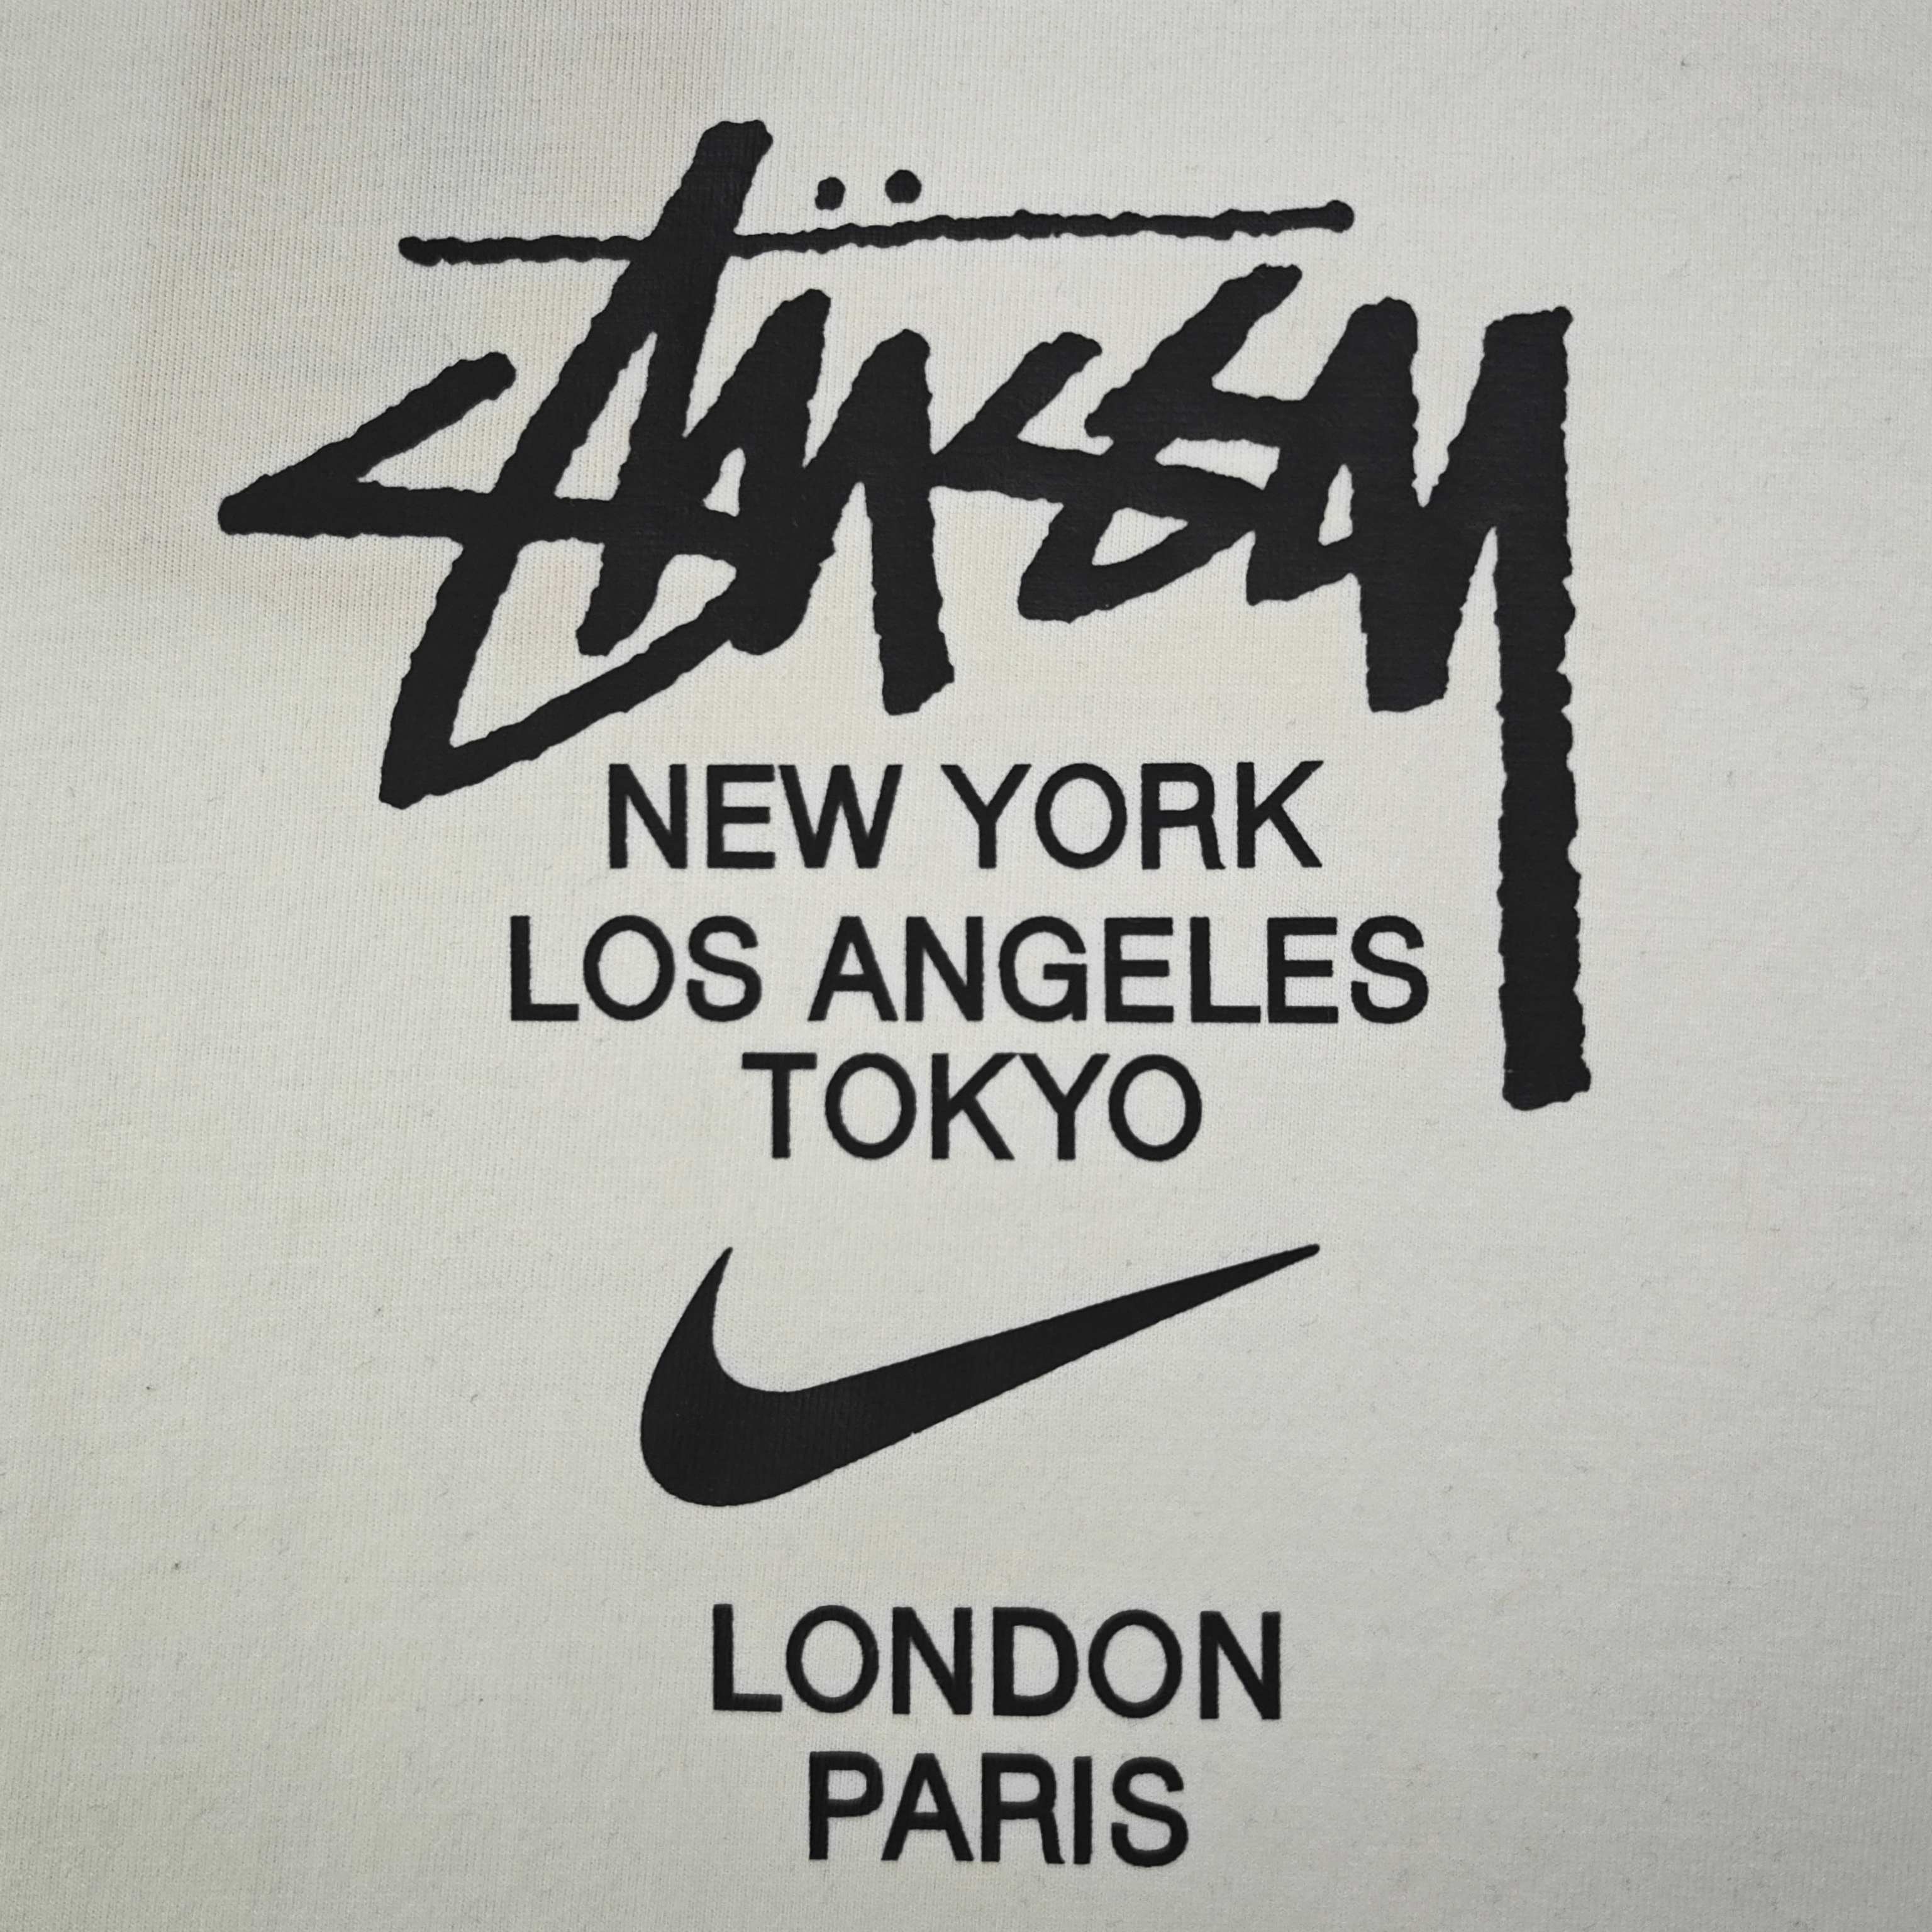 Stüssy
NEW YORK
LOS ANGELES
TOKYO
LONDON
PARIS